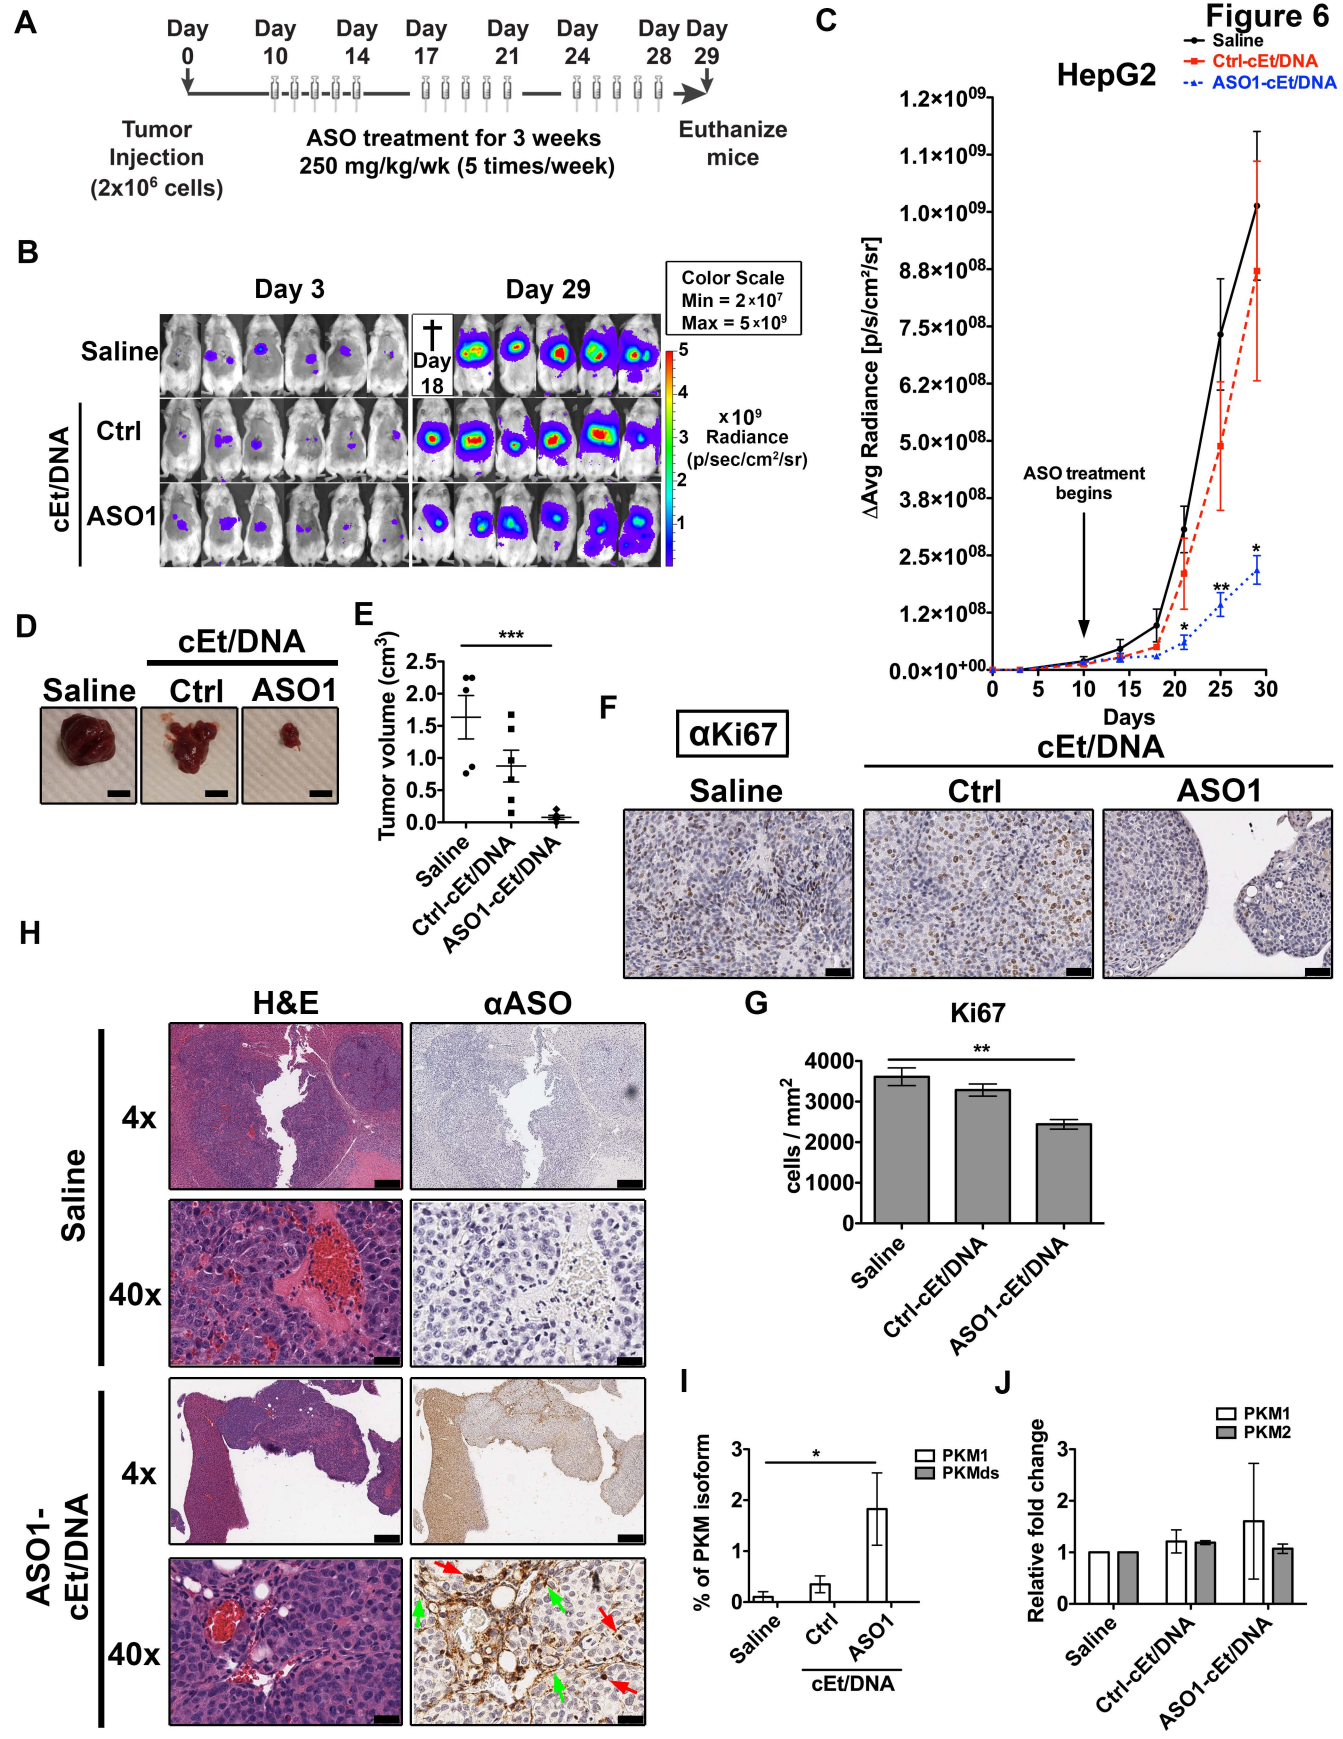 Figure 6
A
Day 0
Day 10
Day 14
Day 17
Day 21
Day 24
Day 28
Day 29
Tumor
Injection
(2x10⁶ cells)
ASO treatment for 3 weeks
250 mg/kg/wk (5 times/week)
Euthanize
mice
B
Day 3
Day 29
Saline
Ctrl
ASO1
cEt/DNA
† Day
18
Color Scale
Min = 2×10⁷
Max = 5×10⁹
5
4
3
2
1
x10⁹
Radiance
(p/sec/cm²/sr)
C
HepG2
Saline
Ctrl-cEt/DNA
ASO1-cEt/DNA
ΔAvg Radiance [p/s/cm²/sr]
1.2×10⁰⁹
1.1×10⁰⁹
1.0×10⁰⁹
8.8×10⁰⁸
7.5×10⁰⁸
6.2×10⁰⁸
5.0×10⁰⁸
3.8×10⁰⁸
2.5×10⁰⁸
1.2×10⁰⁸
0.0×10⁺⁰⁰
ASO treatment
begins
*
**
*
0 5 10 15 20 25 30
Days
D
cEt/DNA
Saline Ctrl ASO1
E
***
Tumor volume (cm³)
2.5
2.0
1.5
1.0
0.5
0.0
Saline
Ctrl-cEt/DNA
ASO1-cEt/DNA
F
αKi67
cEt/DNA
Saline Ctrl ASO1
G
Ki67
**
cells / mm²
4000
3000
2000
1000
0
Saline
Ctrl-cEt/DNA
ASO1-cEt/DNA
H
H&E αASO
Saline
4x
40x
ASO1-
cEt/DNA
4x
40x
I
PKM1
PKMds
*
% of PKM isoform
3
2
1
0
Saline
Ctrl
ASO1
cEt/DNA
J
PKM1
PKM2
Relative fold change
3
2
1
0
Saline
Ctrl-cEt/DNA
ASO1-cEt/DNA